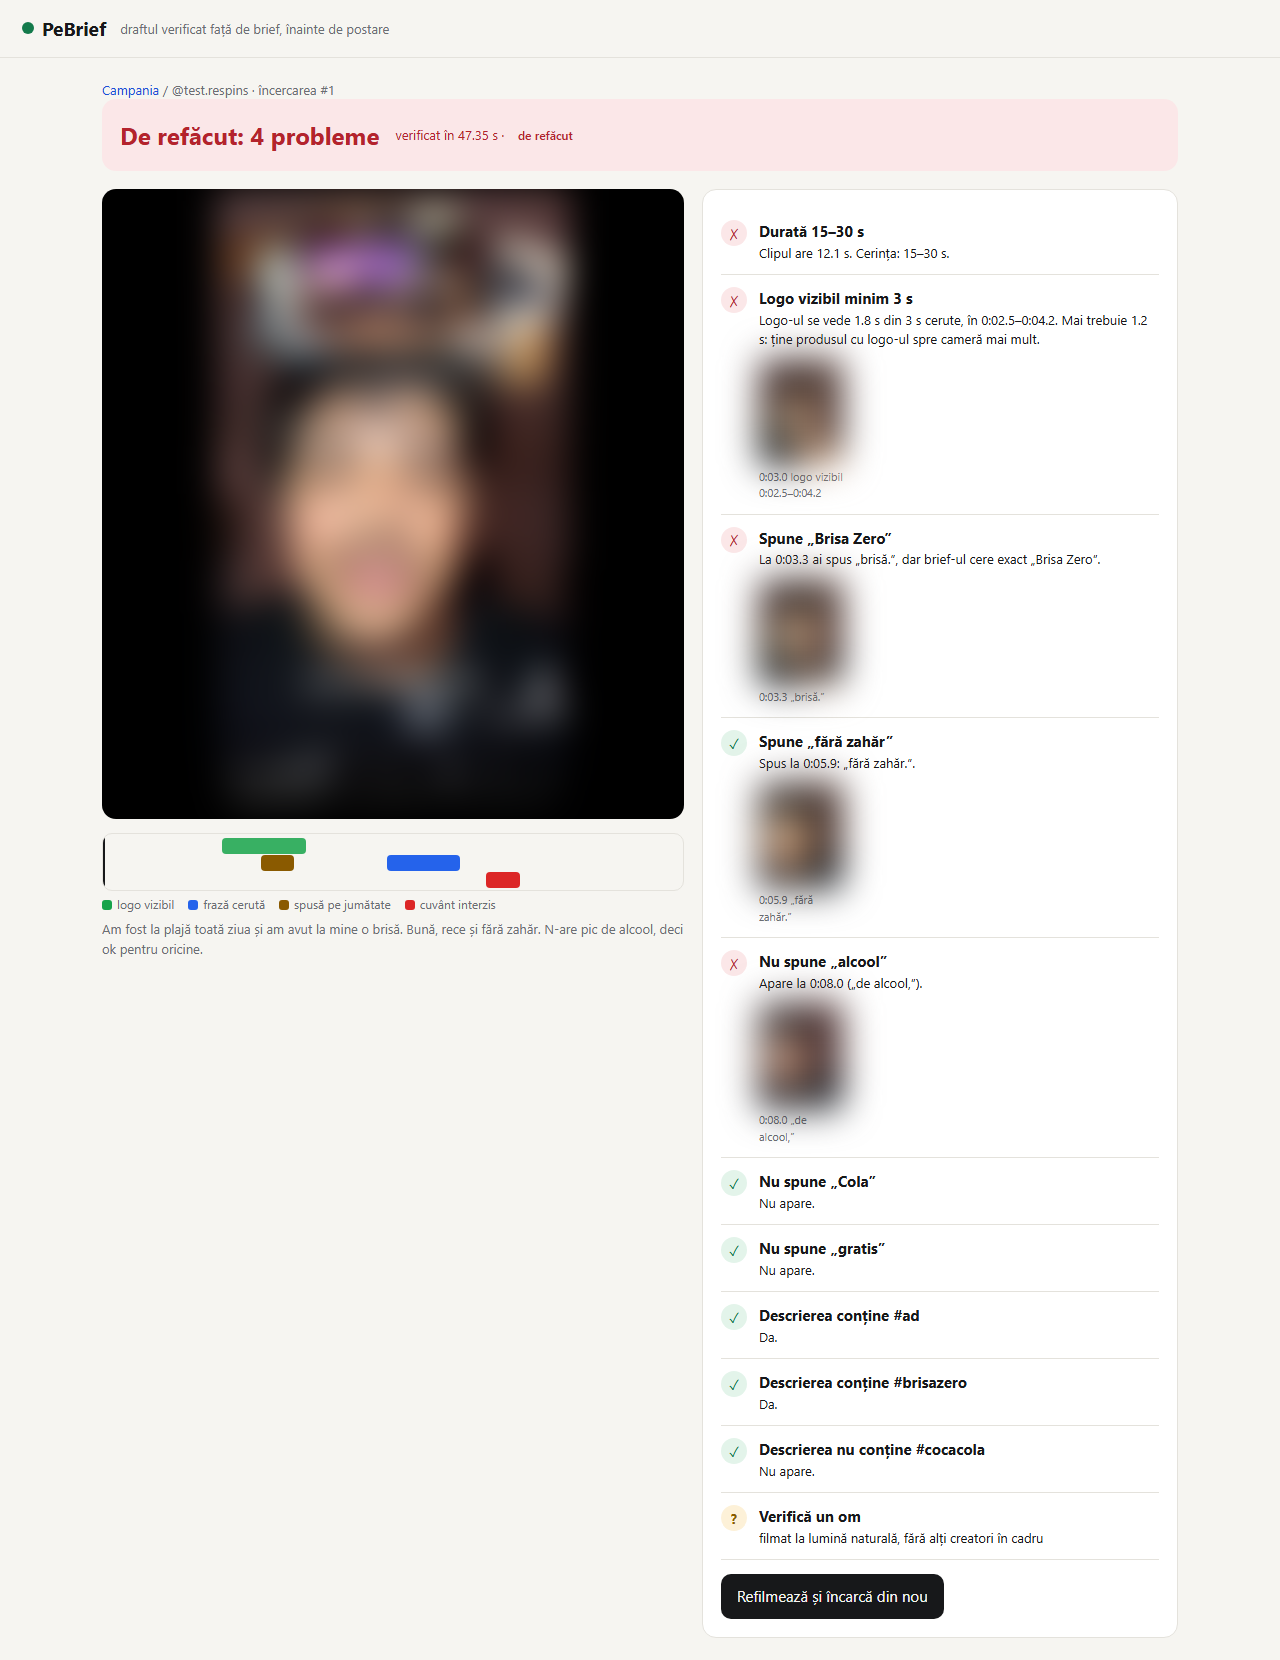 PeBrief draftul verificat față de brief, înainte de postare
Campania / @test.respins · încercarea #1
De refăcut: 4 probleme verificat în 47.35 s · de refăcut
logo vizibil frază cerută spusă pe jumătate cuvânt interzis
Am fost la plajă toată ziua și am avut la mine o brisă. Bună, rece și fără zahăr. N-are pic de alcool, deci
ok pentru oricine.
✗ Durată 15–30 s
Clipul are 12.1 s. Cerința: 15–30 s.
✗ Logo vizibil minim 3 s
Logo-ul se vede 1.8 s din 3 s cerute, în 0:02.5–0:04.2. Mai trebuie 1.2
s: ține produsul cu logo-ul spre cameră mai mult.
0:03.0 logo vizibil
0:02.5–0:04.2
✗ Spune „Brisa Zero”
La 0:03.3 ai spus „brisă.”, dar brief-ul cere exact „Brisa Zero”.
0:03.3 „brisă.”
✓ Spune „fără zahăr”
Spus la 0:05.9: „fără zahăr.”.
0:05.9 „fără
zahăr.”
✗ Nu spune „alcool”
Apare la 0:08.0 („de alcool,”).
0:08.0 „de
alcool,”
✓ Nu spune „Cola”
Nu apare.
✓ Nu spune „gratis”
Nu apare.
✓ Descrierea conține #ad
Da.
✓ Descrierea conține #brisazero
Da.
✓ Descrierea nu conține #cocacola
Nu apare.
? Verifică un om
filmat la lumină naturală, fără alți creatori în cadru
Refilmează și încarcă din nou